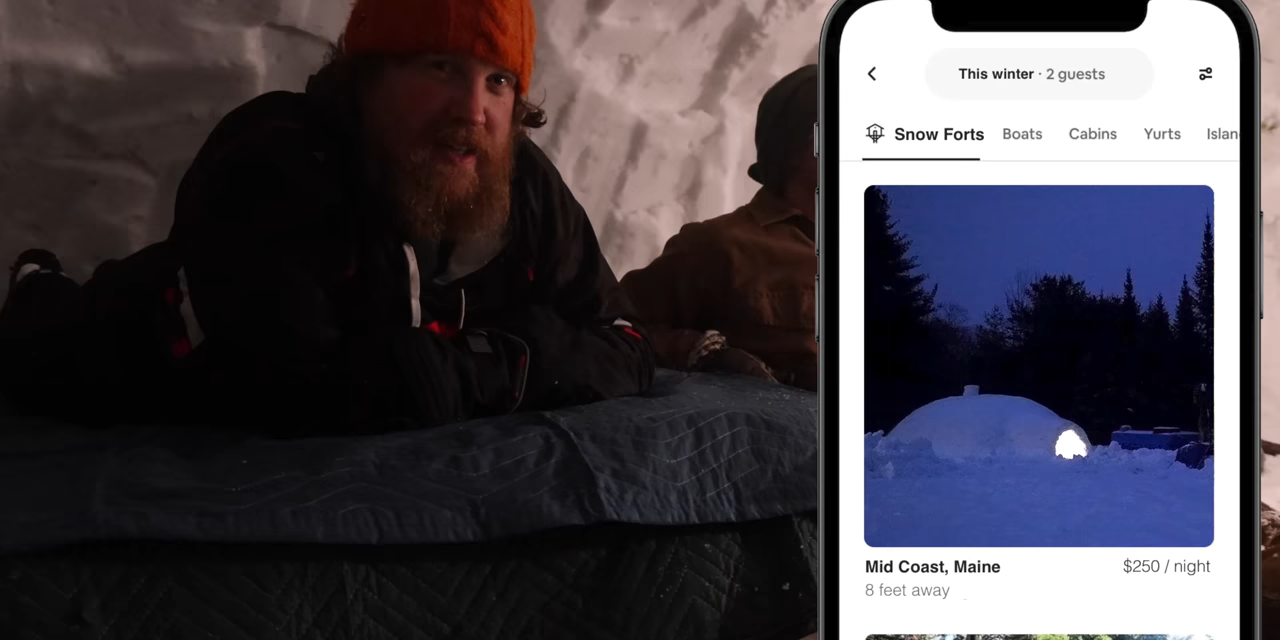 This winter · 2 guests
Snow Forts Boats Cabins Yurts Islan
Mid Coast, Maine $250 / night
8 feet away